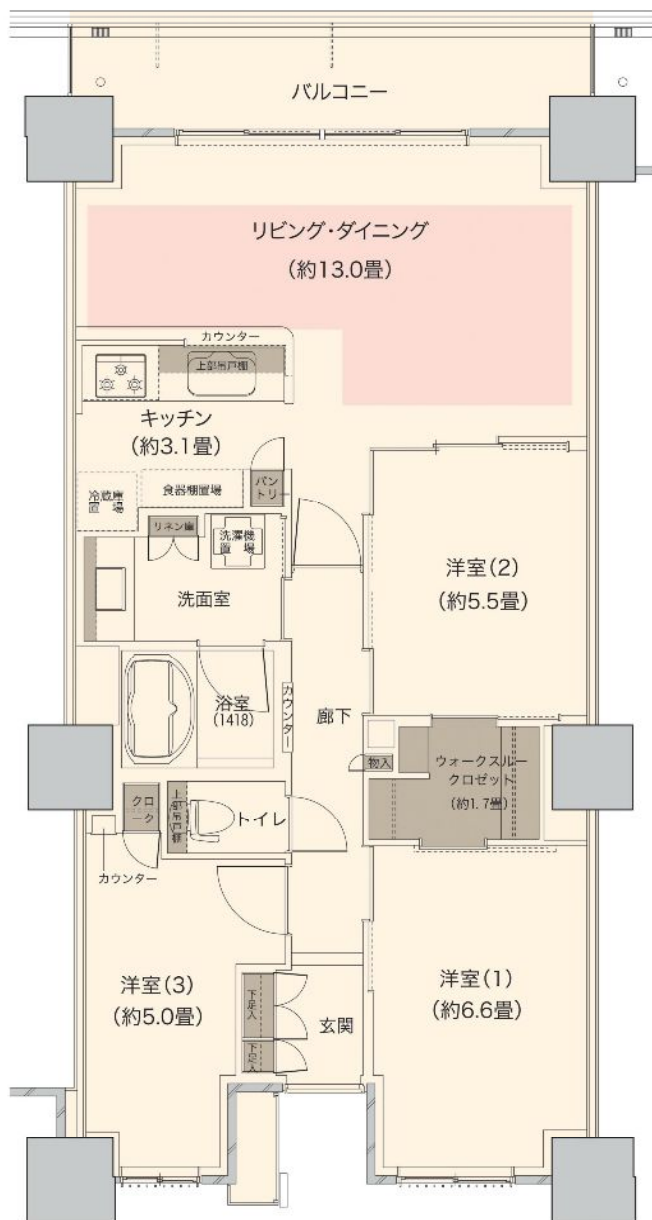 バルコニー
リビング・ダイニング
(約13.0畳)
カウンター
上部吊戸棚
キッチン
(約3.1畳)
冷蔵庫
置場
食器棚置場
パン
トリー
リネン庫
洗濯機
置場
洗面室
洋室(2)
(約5.5畳)
浴室
(1418)
カウンター
廊下
物入
ウォークスルー
クロゼット
(約1.7畳)
クロ
ーク
上部吊戸棚
トイレ
カウンター
洋室(3)
(約5.0畳)
下足入
下足入
玄関
洋室(1)
(約6.6畳)